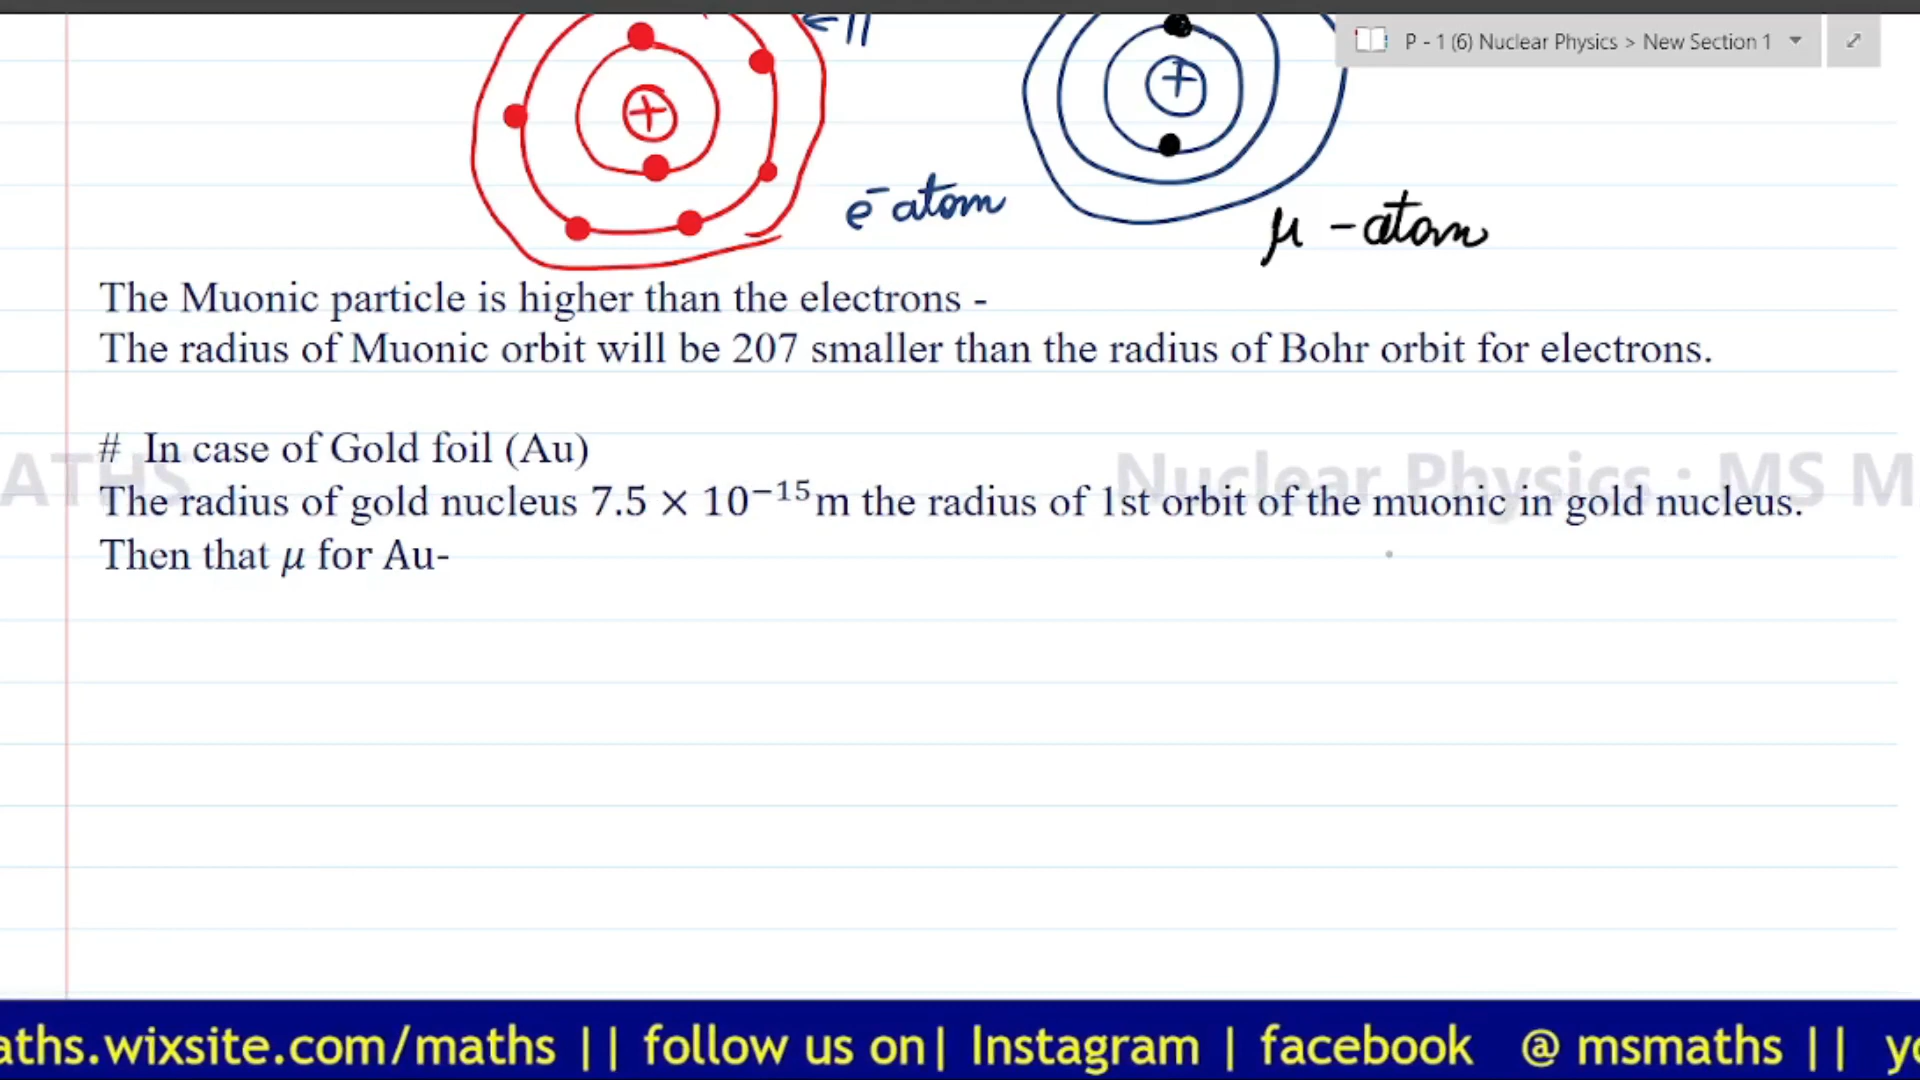 P - 1 (6) Nuclear Physics > New Section 1
+
+
e⁻ atom
μ - atom
The Muonic particle is higher than the electrons -
The radius of Muonic orbit will be 207 smaller than the radius of Bohr orbit for electrons.
# In case of Gold foil (Au)
ATHS
Nuclear Physics : MS M
The radius of gold nucleus 7.5 × 10⁻¹⁵m the radius of 1st orbit of the muonic in gold nucleus.
Then that μ for Au-
aths.wixsite.com/maths || follow us on| Instagram | facebook @ msmaths || yo